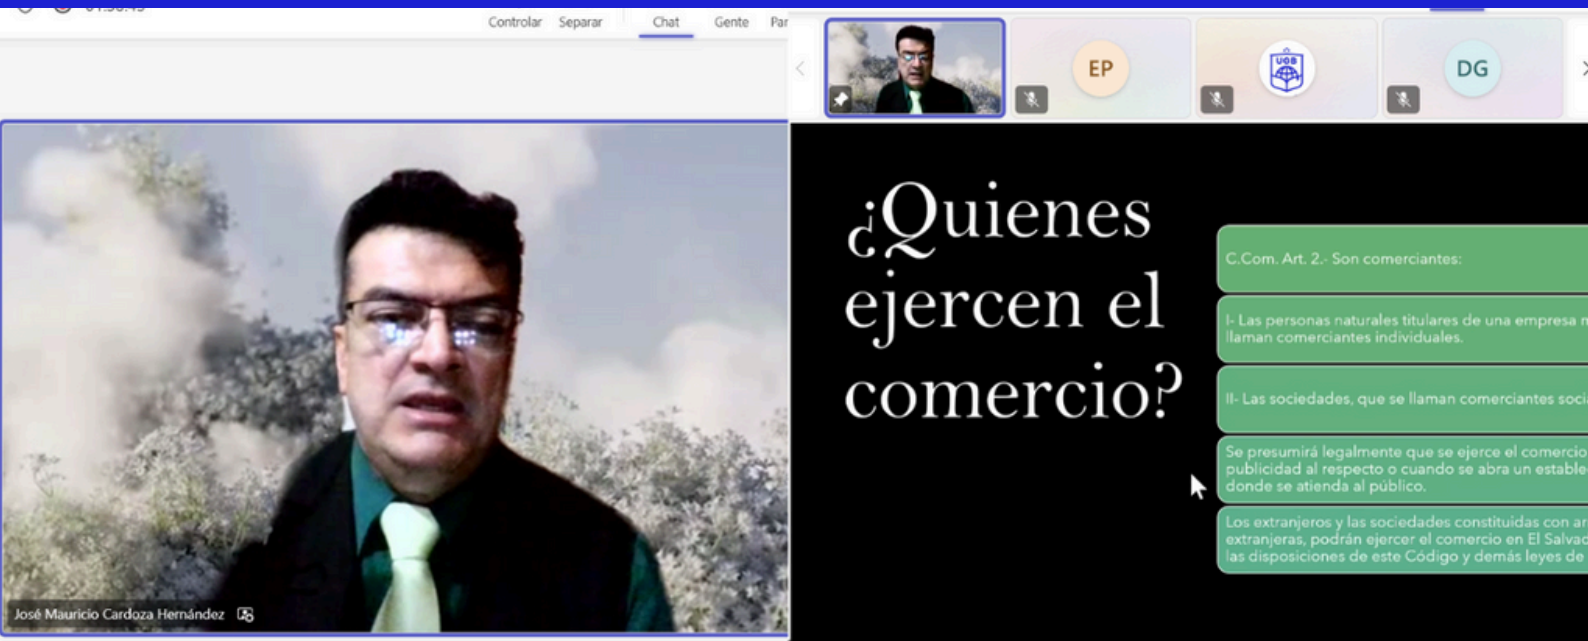 Controlar Separar Chat Gente
José Mauricio Cardoza Hernández
EP
UGB
DG
¿Quienes
ejercen el
comercio?
C.Com. Art. 2.- Son comerciantes:
I- Las personas naturales titulares de una empresa
llaman comerciantes individuales.
II- Las sociedades, que se llaman comerciantes
Se presumirá legalmente que se ejerce el comercio
publicidad al respecto o cuando se abra un
donde se atienda al público.
Los extranjeros y las sociedades constituidas con
extranjeras, podrán ejercer el comercio en El
las disposiciones de este Código y demás leyes de